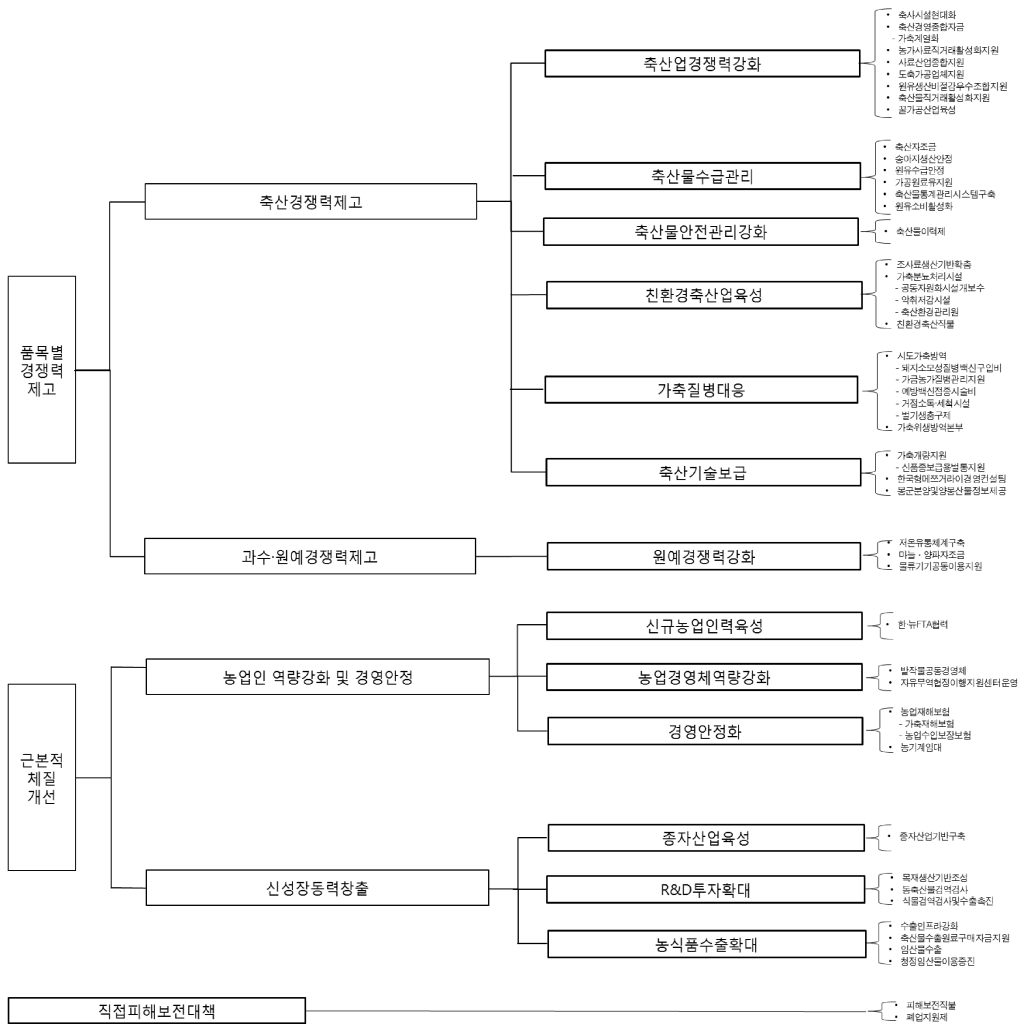 품목별
경쟁력
제고
축산경쟁력제고
축산업경쟁력강화
• 축사시설현대화
• 축산경영종합자금
- 가축계열화
• 농가사료직거래활성화지원
• 사료산업종합지원
• 도축가공업체지원
• 원유생산비절감우수조합지원
• 축산물직거래활성화지원
• 꿀가공산업육성
축산물수급관리
• 축산자조금
• 송아지생산안정
• 원유수급안정
• 가공원료유지원
• 축산물통계관리시스템구축
• 원유소비활성화
축산물안전관리강화
• 축산물이력제
친환경축산업육성
• 조사료생산기반확충
• 가축분뇨처리시설
- 공동자원화시설개보수
- 악취저감시설
- 축산환경관리원
• 친환경축산직불
가축질병대응
• 시도가축방역
- 돼지소모성질병백신구입비
- 가금농가질병관리지원
- 예방백신접종시술비
- 거점소독·세척시설
- 벌기생충구제
• 가축위생방역본부
축산기술보급
• 가축개량지원
- 신품종보급용벌통지원
• 한국형메쯔거라이경영컨설팅
• 봉군분양및양봉산물정보제공
과수·원예경쟁력제고
원예경쟁력강화
• 저온유통체계구축
• 마늘·양파자조금
• 물류기기공동이용지원
근본적
체질
개선
농업인 역량강화 및 경영안정
신규농업인력육성
• 한·뉴FTA협력
농업경영체역량강화
• 밭작물공동경영체
• 자유무역협정이행지원센터운영
경영안정화
• 농업재해보험
- 가축재해보험
- 농업수입보장보험
• 농기계임대
신성장동력창출
종자산업육성
• 종자산업기반구축
R&D투자확대
• 목재생산기반조성
• 동축산물검역검사
• 식물검역검사및수출촉진
농식품수출확대
• 수출인프라강화
• 축산물수출원료구매자금지원
• 임산물수출
• 청정임산물이용증진
직접피해보전대책
• 피해보전직불
• 폐업지원제